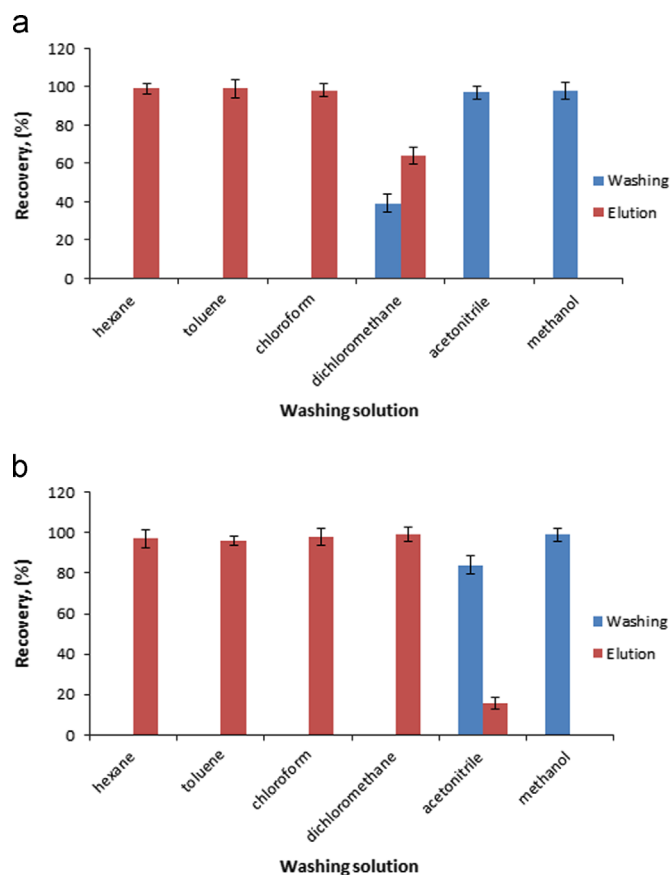 a
120
100
80
60
40
20
0
Recovery, (%)
hexane
toluene
chloroform
dichloromethane
acetonitrile
methanol
Washing solution
Washing
Elution
b
120
100
80
60
40
20
0
Recovery, (%)
hexane
toluene
chloroform
dichloromethane
acetonitrile
methanol
Washing solution
Washing
Elution